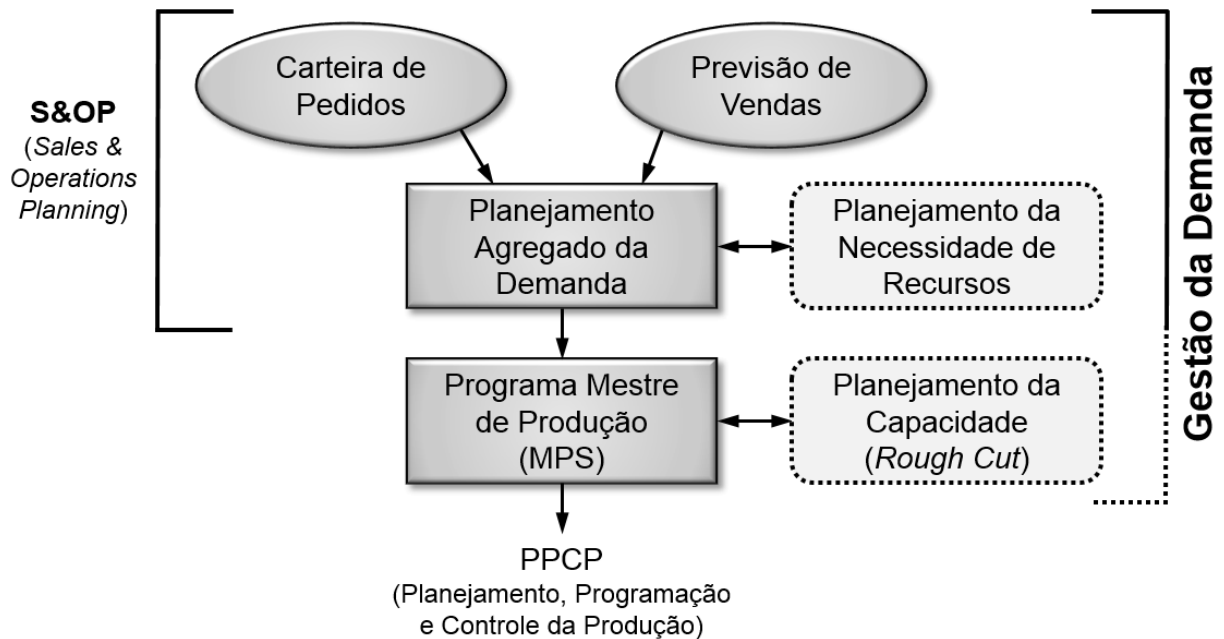 S&OP
(Sales &
Operations
Planning)
Carteira de
Pedidos
Previsão de
Vendas
Planejamento
Agregado da
Demanda
Planejamento da
Necessidade de
Recursos
Programa Mestre
de Produção
(MPS)
Planejamento da
Capacidade
(Rough Cut)
PPCP
(Planejamento, Programação
e Controle da Produção)
Gestão da Demanda